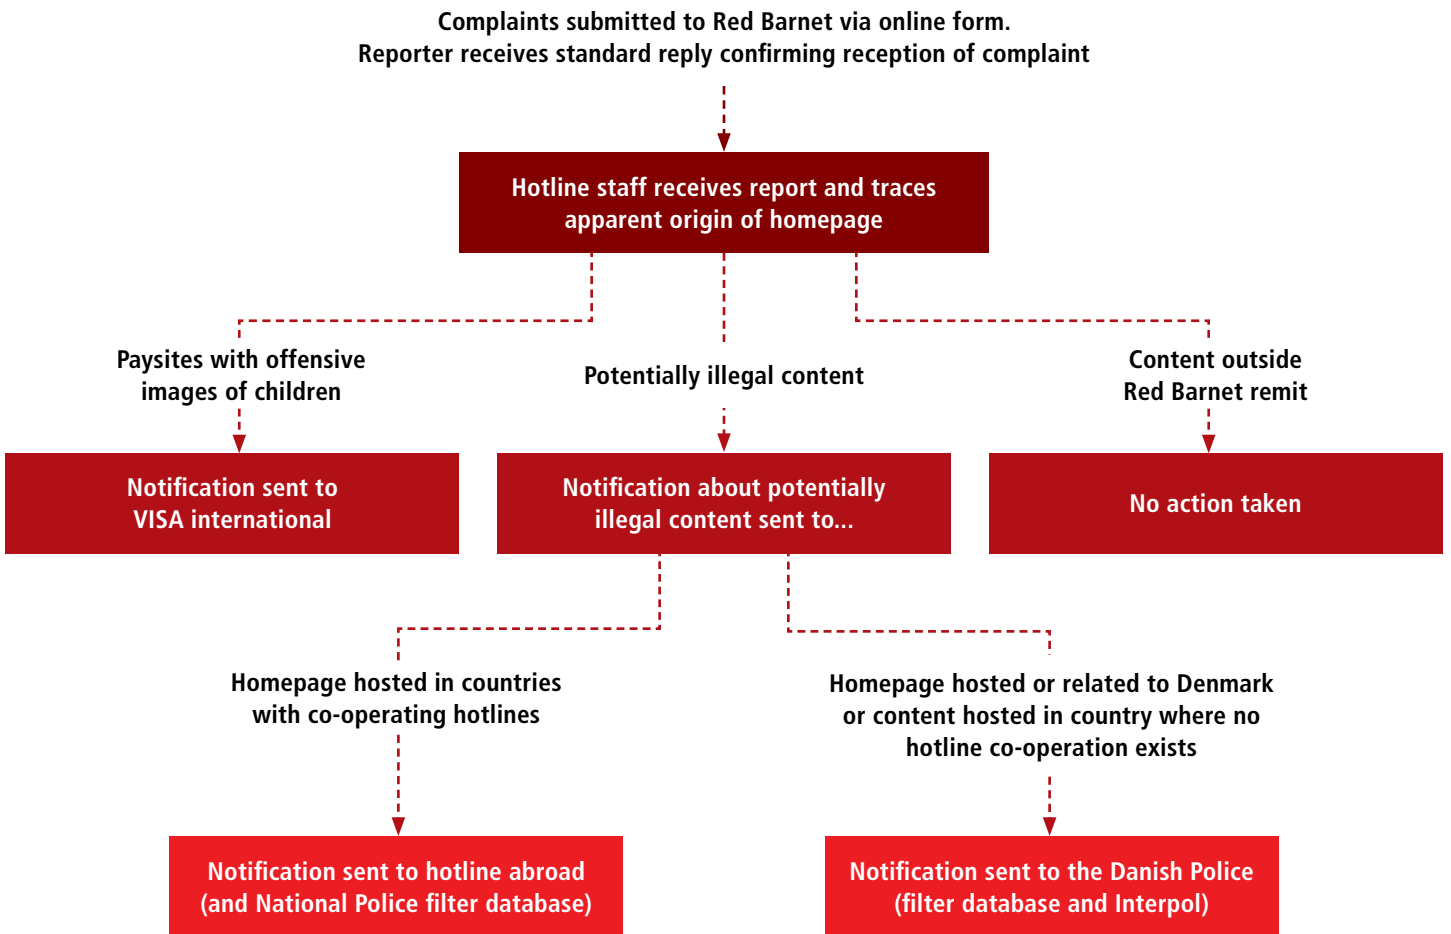 Complaints submitted to Red Barnet via online form.
Reporter receives standard reply confirming reception of complaint
Hotline staff receives report and traces
apparent origin of homepage
Paysites with offensive
images of children
Potentially illegal content
Content outside
Red Barnet remit
Notification sent to
VISA international
Notification about potentially
illegal content sent to...
No action taken
Homepage hosted in countries
with co-operating hotlines
Homepage hosted or related to Denmark
or content hosted in country where no
hotline co-operation exists
Notification sent to hotline abroad
(and National Police filter database)
Notification sent to the Danish Police
(filter database and Interpol)